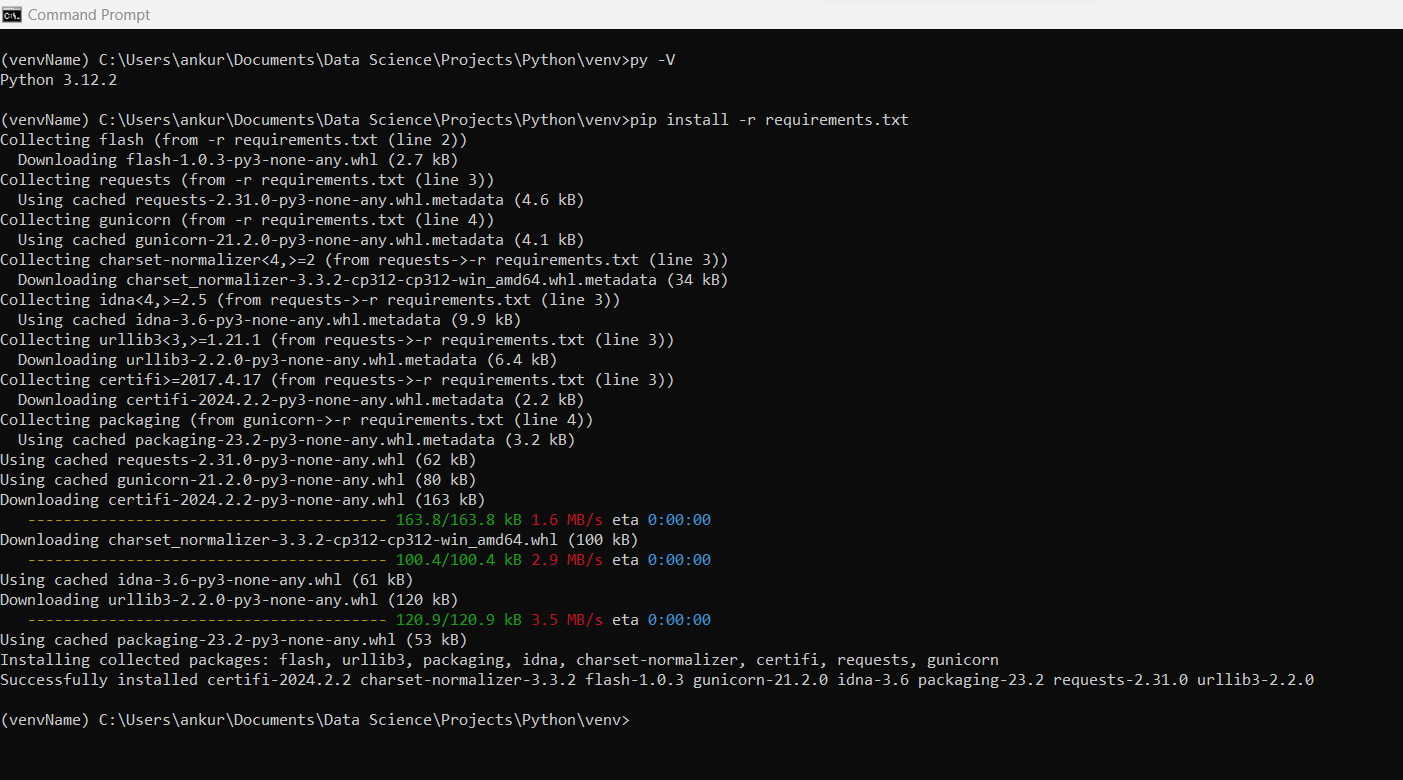 Command Prompt
(venvName) C:\Users\ankur\Documents\Data Science\Projects\Python\venv>py -V
Python 3.12.2
(venvName) C:\Users\ankur\Documents\Data Science\Projects\Python\venv>pip install -r requirements.txt
Collecting flash (from -r requirements.txt (line 2))
  Downloading flash-1.0.3-py3-none-any.whl (2.7 kB)
Collecting requests (from -r requirements.txt (line 3))
  Using cached requests-2.31.0-py3-none-any.whl.metadata (4.6 kB)
Collecting gunicorn (from -r requirements.txt (line 4))
  Using cached gunicorn-21.2.0-py3-none-any.whl.metadata (4.1 kB)
Collecting charset-normalizer<4,>=2 (from requests->-r requirements.txt (line 3))
  Downloading charset_normalizer-3.3.2-cp312-cp312-win_amd64.whl.metadata (34 kB)
Collecting idna<4,>=2.5 (from requests->-r requirements.txt (line 3))
  Using cached idna-3.6-py3-none-any.whl.metadata (9.9 kB)
Collecting urllib3<3,>=1.21.1 (from requests->-r requirements.txt (line 3))
  Downloading urllib3-2.2.0-py3-none-any.whl.metadata (6.4 kB)
Collecting certifi>=2017.4.17 (from requests->-r requirements.txt (line 3))
  Downloading certifi-2024.2.2-py3-none-any.whl.metadata (2.2 kB)
Collecting packaging (from gunicorn->-r requirements.txt (line 4))
  Using cached packaging-23.2-py3-none-any.whl.metadata (3.2 kB)
Using cached requests-2.31.0-py3-none-any.whl (62 kB)
Using cached gunicorn-21.2.0-py3-none-any.whl (80 kB)
Downloading certifi-2024.2.2-py3-none-any.whl (163 kB)
   ---------------------------------------- 163.8/163.8 kB 1.6 MB/s eta 0:00:00
Downloading charset_normalizer-3.3.2-cp312-cp312-win_amd64.whl (100 kB)
   ---------------------------------------- 100.4/100.4 kB 2.9 MB/s eta 0:00:00
Using cached idna-3.6-py3-none-any.whl (61 kB)
Downloading urllib3-2.2.0-py3-none-any.whl (120 kB)
   ---------------------------------------- 120.9/120.9 kB 3.5 MB/s eta 0:00:00
Using cached packaging-23.2-py3-none-any.whl (53 kB)
Installing collected packages: flash, urllib3, packaging, idna, charset-normalizer, certifi, requests, gunicorn
Successfully installed certifi-2024.2.2 charset-normalizer-3.3.2 flash-1.0.3 gunicorn-21.2.0 idna-3.6 packaging-23.2 requests-2.31.0 urllib3-2.2.0
(venvName) C:\Users\ankur\Documents\Data Science\Projects\Python\venv>